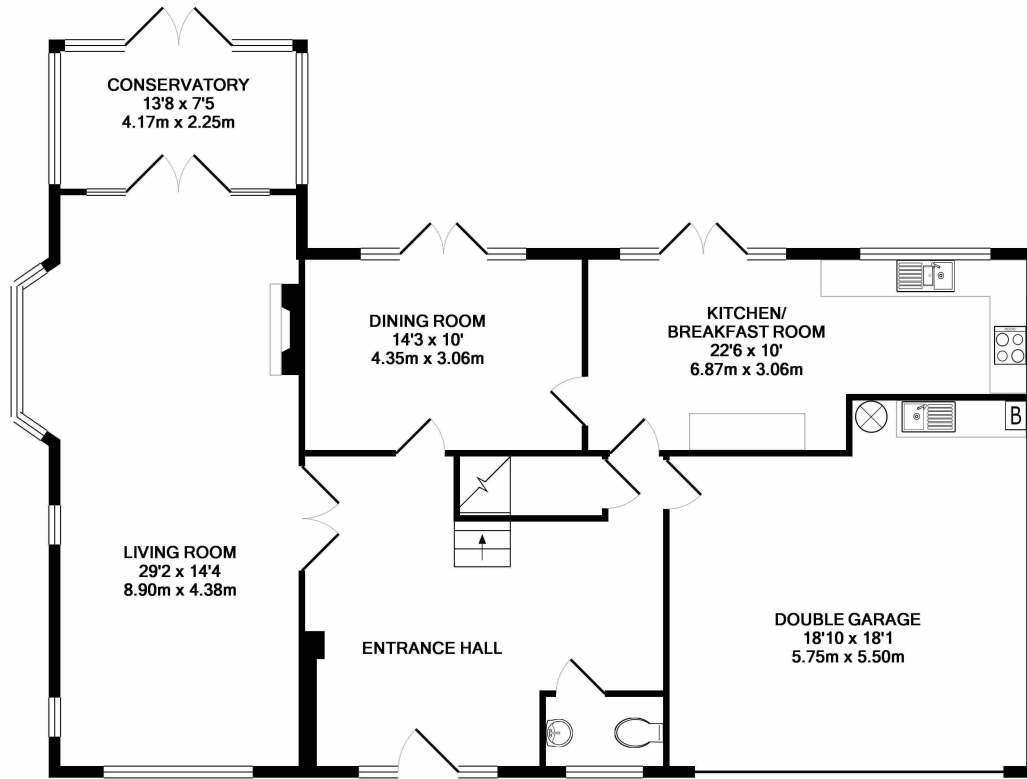 CONSERVATORY
13'8 x 7'5
4.17m x 2.25m
DINING ROOM
14'3 x 10'
4.35m x 3.06m
KITCHEN/
BREAKFAST ROOM
22'6 x 10'
6.87m x 3.06m
B
LIVING ROOM
29'2 x 14'4
8.90m x 4.38m
ENTRANCE HALL
DOUBLE GARAGE
18'10 x 18'1
5.75m x 5.50m